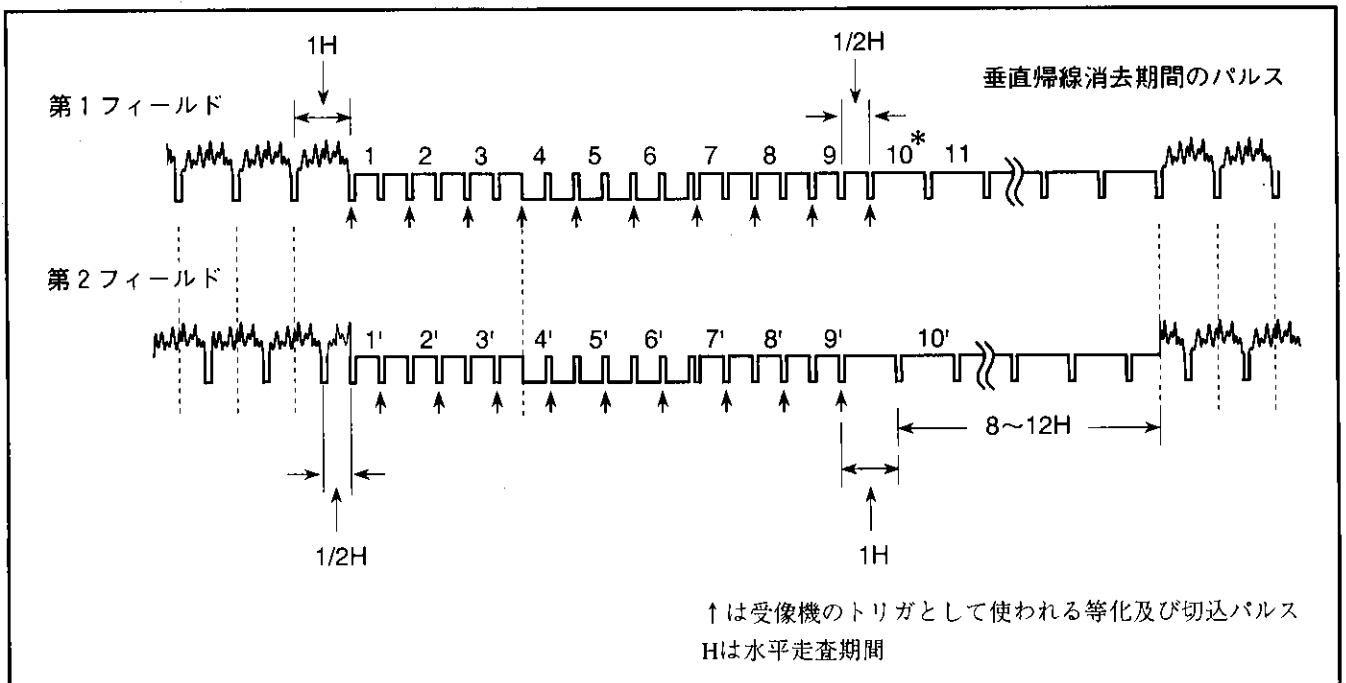 1H
1/2H
垂直帰線消去期間のパルス
第1フィールド
1 2 3 4 5 6 7 8 9 10* 11
第2フィールド
1' 2' 3' 4' 5' 6' 7' 8' 9' 10'
8～12H
1/2H
1H
↑は受像機のトリガとして使われる等化及び切込パルス
Hは水平走査期間